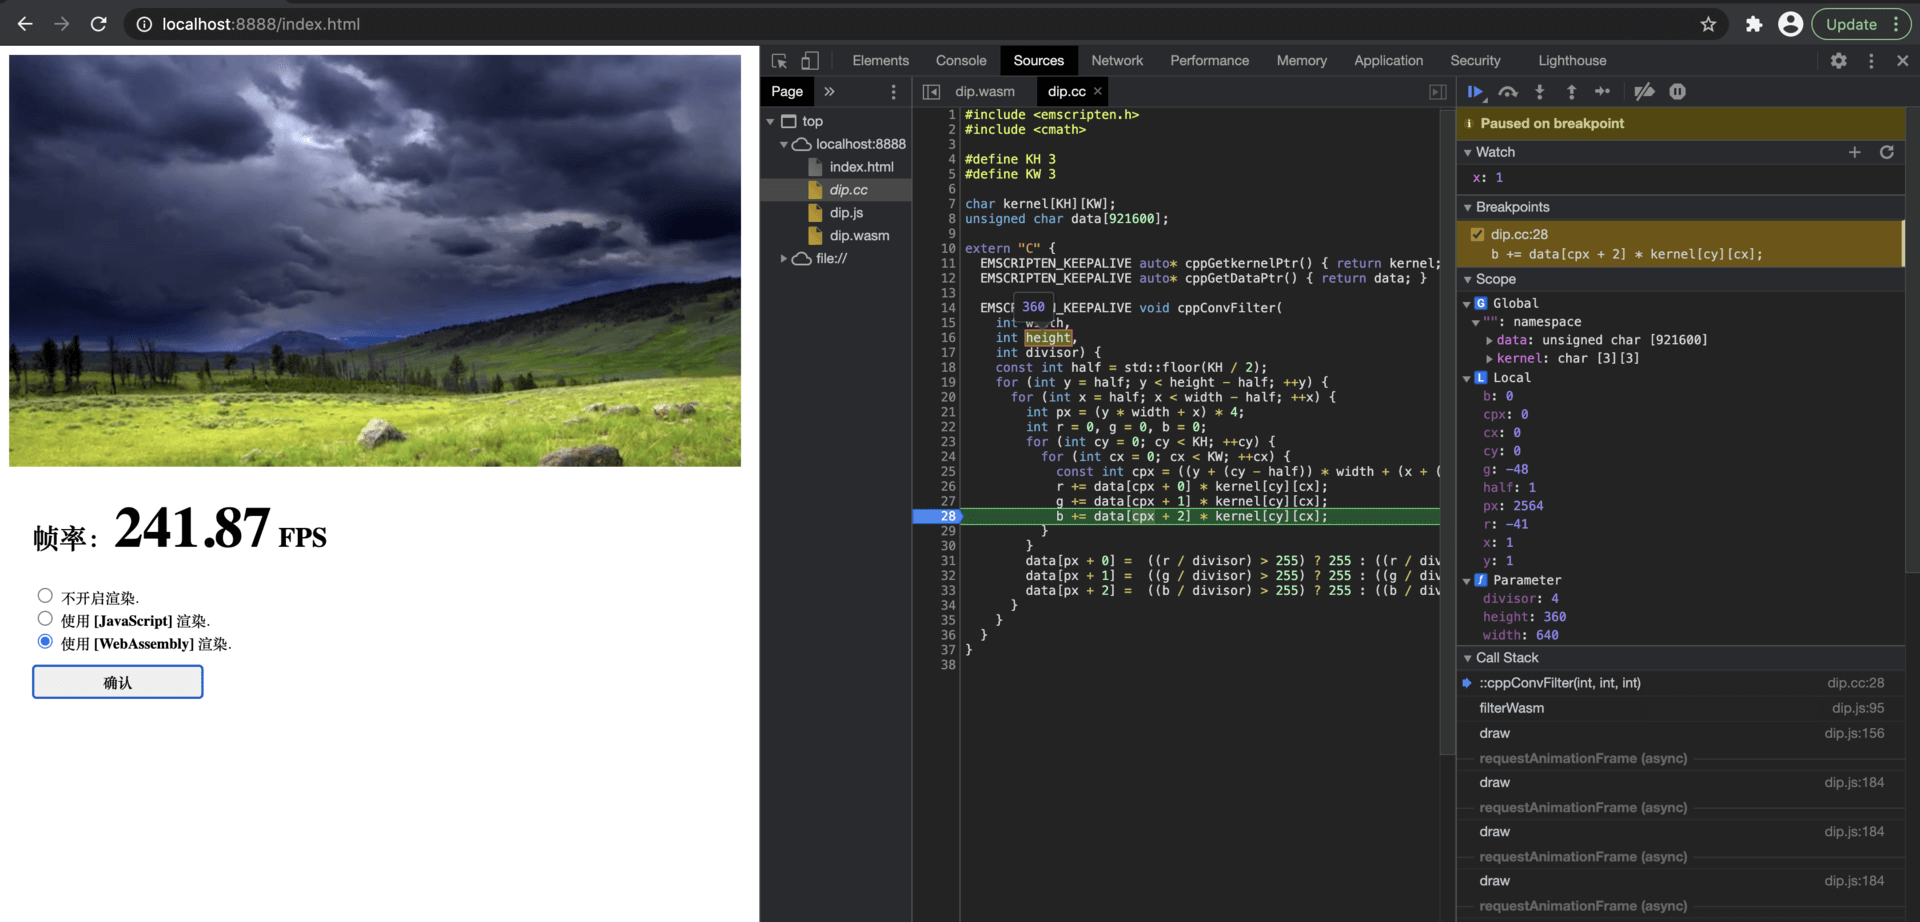 localhost:8888/index.html
Update
帧率：241.87 FPS
不开启渲染.
使用 [JavaScript] 渲染.
使用 [WebAssembly] 渲染.
确认
Elements Console Sources Network Performance Memory Application Security Lighthouse
Page
top
localhost:8888
index.html
dip.cc
dip.js
dip.wasm
file://
dip.wasm dip.cc
1 #include <emscripten.h>
2 #include <cmath>
3
4 #define KH 3
5 #define KW 3
6
7 char kernel[KH][KW];
8 unsigned char data[921600];
9
10 extern "C" {
11 EMSCRIPTEN_KEEPALIVE auto* cppGetkernelPtr() { return kernel;
12 EMSCRIPTEN_KEEPALIVE auto* cppGetDataPtr() { return data; }
13
360
14 EMSC _KEEPALIVE void cppConvFilter(
15 int width,
16 int height,
17 int divisor) {
18 const int half = std::floor(KH / 2);
19 for (int y = half; y < height - half; ++y) {
20 for (int x = half; x < width - half; ++x) {
21 int px = (y * width + x) * 4;
22 int r = 0, g = 0, b = 0;
23 for (int cy = 0; cy < KH; ++cy) {
24 for (int cx = 0; cx < KW; ++cx) {
25 const int cpx = ((y + (cy - half)) * width + (x + (
26 r += data[cpx + 0] * kernel[cy][cx];
27 g += data[cpx + 1] * kernel[cy][cx];
28 b += data[cpx + 2] * kernel[cy][cx];
29 }
30 }
31 data[px + 0] = ((r / divisor) > 255) ? 255 : ((r / div
32 data[px + 1] = ((g / divisor) > 255) ? 255 : ((g / div
33 data[px + 2] = ((b / divisor) > 255) ? 255 : ((b / div
34 }
35 }
36 }
37 }
38
Paused on breakpoint
Watch
x: 1
Breakpoints
dip.cc:28
b += data[cpx + 2] * kernel[cy][cx];
Scope
G Global
"": namespace
data: unsigned char [921600]
kernel: char [3][3]
L Local
b: 0
cpx: 0
cx: 0
cy: 0
g: -48
half: 1
px: 2564
r: -41
x: 1
y: 1
f Parameter
divisor: 4
height: 360
width: 640
Call Stack
::cppConvFilter(int, int, int) dip.cc:28
filterWasm dip.js:95
draw dip.js:156
requestAnimationFrame (async)
draw dip.js:184
requestAnimationFrame (async)
draw dip.js:184
requestAnimationFrame (async)
draw dip.js:184
requestAnimationFrame (async)